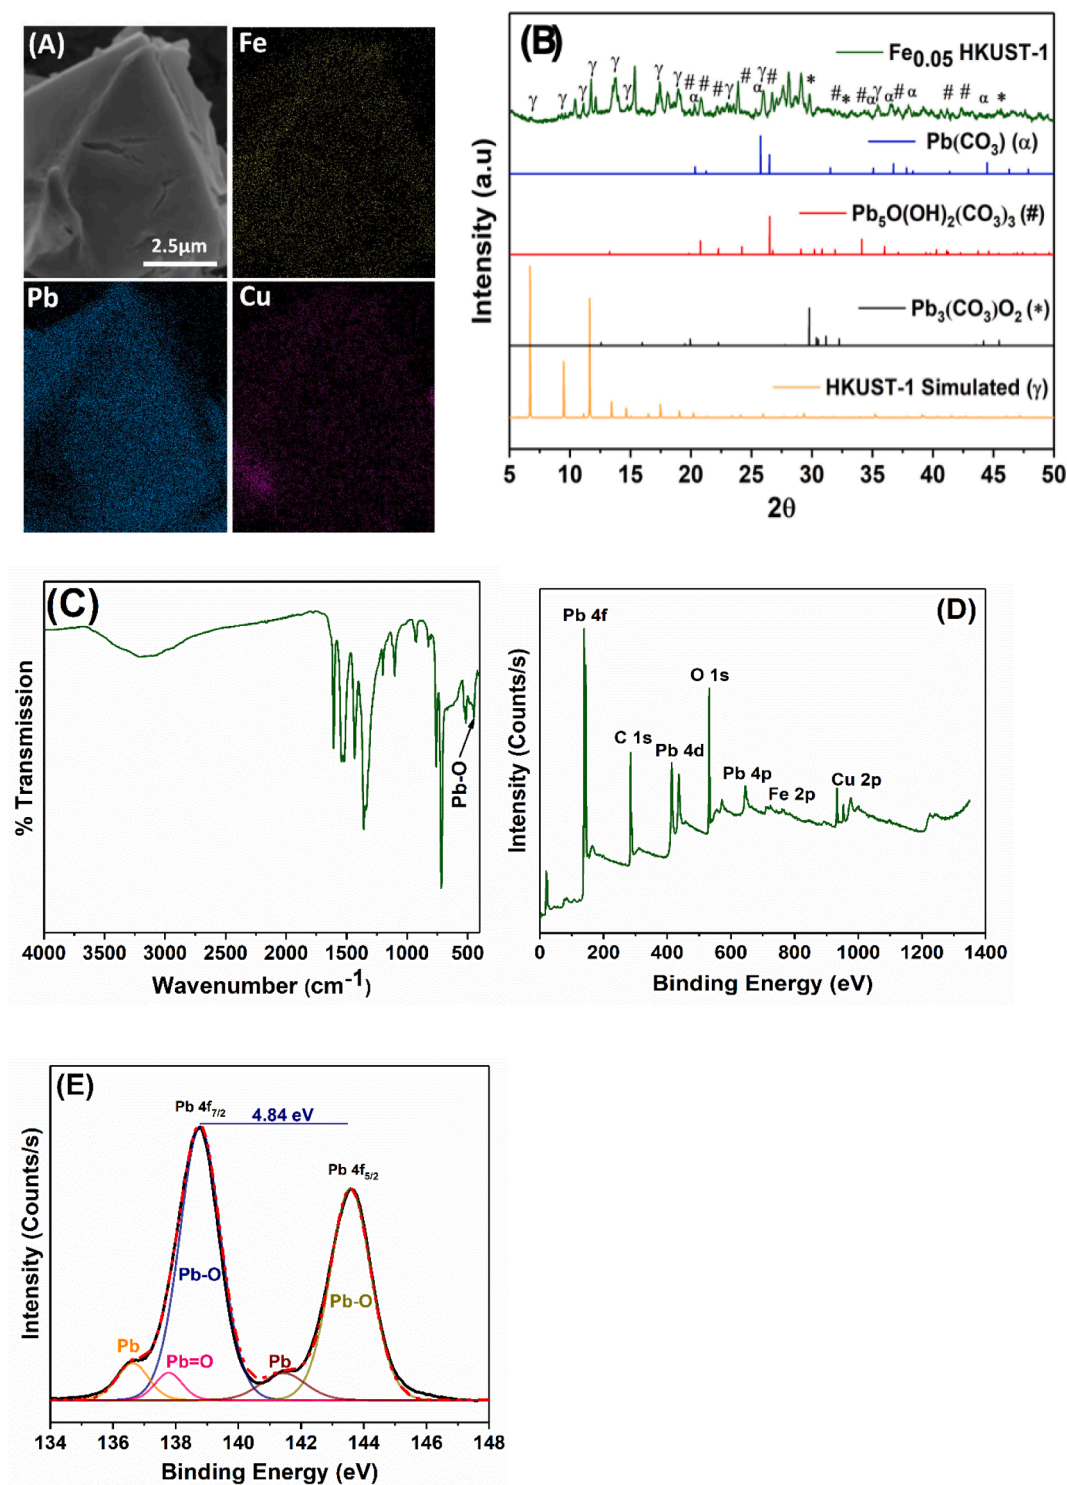 (A)
Fe
2.5μm
Pb
Cu
(B)
Fe0.05 HKUST-1
γ γ γ γ γ γ γ # # # # α γ # # α γ # * # * # α γ # α α # # α *
Pb(CO3) (α)
Pb5O(OH)2(CO3)3 (#)
Pb3(CO3)O2 (*)
HKUST-1 Simulated (γ)
Intensity (a.u)
5 10 15 20 25 30 35 40 45 50
2θ
(C)
% Transmission
Pb-O
4000 3500 3000 2500 2000 1500 1000 500
Wavenumber (cm-1)
(D)
Pb 4f
O 1s
C 1s
Pb 4d
Pb 4p
Fe 2p
Cu 2p
Intensity (Counts/s)
0 200 400 600 800 1000 1200 1400
Binding Energy (eV)
(E)
Pb 4f7/2
4.84 eV
Pb 4f5/2
Pb-O
Pb-O
Pb
Pb=O
Pb
Intensity (Counts/s)
134 136 138 140 142 144 146 148
Binding Energy (eV)